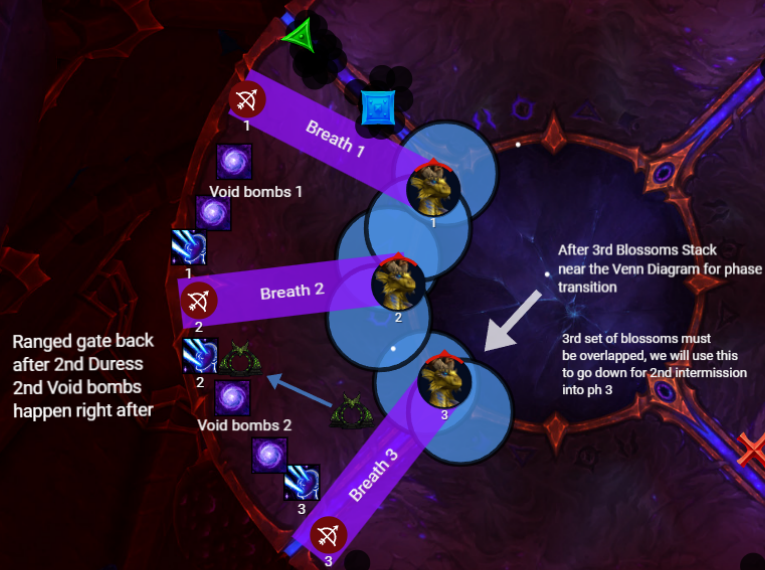 1
Breath 1
Void bombs 1
1
1
Breath 2
2
2
After 3rd Blossoms Stack
near the Venn Diagram for phase
transition
Ranged gate back
after 2nd Duress
2nd Void bombs
happen right after
3rd set of blossoms must
be overlapped, we will use this
to go down for 2nd intermission
into ph 3
2
Void bombs 2
3
Breath 3
3
3